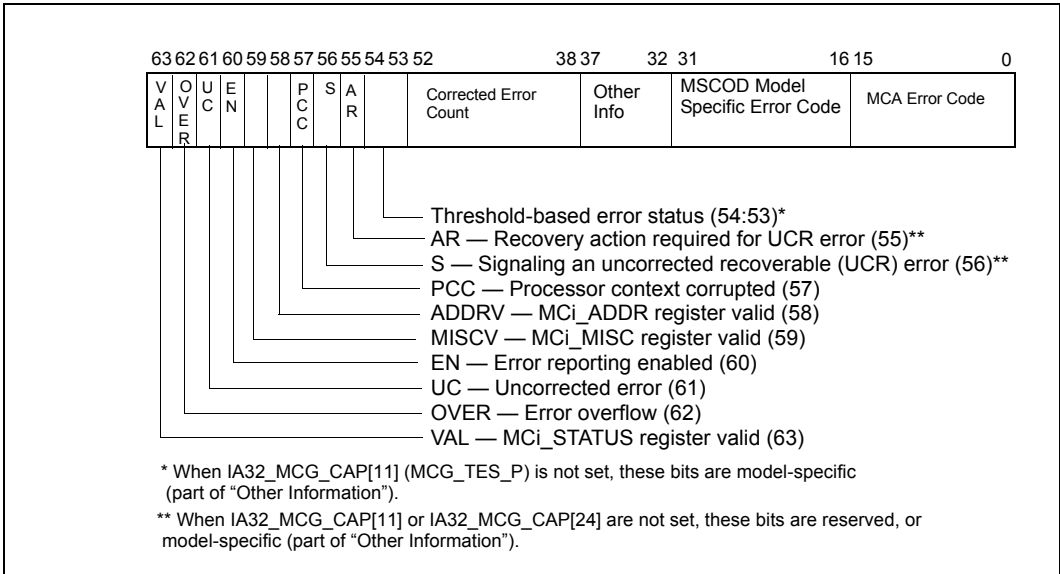 63 62 61 60 59 58 57 56 55 54 53 52 38 37 32 31 16 15 0
VAL OVER UC EN PCC S AR Corrected Error Count Other Info MSCOD Model Specific Error Code MCA Error Code
Threshold-based error status (54:53)*
AR — Recovery action required for UCR error (55)**
S — Signaling an uncorrected recoverable (UCR) error (56)**
PCC — Processor context corrupted (57)
ADDRV — MCi_ADDR register valid (58)
MISCV — MCi_MISC register valid (59)
EN — Error reporting enabled (60)
UC — Uncorrected error (61)
OVER — Error overflow (62)
VAL — MCi_STATUS register valid (63)
* When IA32_MCG_CAP[11] (MCG_TES_P) is not set, these bits are model-specific
(part of “Other Information”).
** When IA32_MCG_CAP[11] or IA32_MCG_CAP[24] are not set, these bits are reserved, or
model-specific (part of “Other Information”).